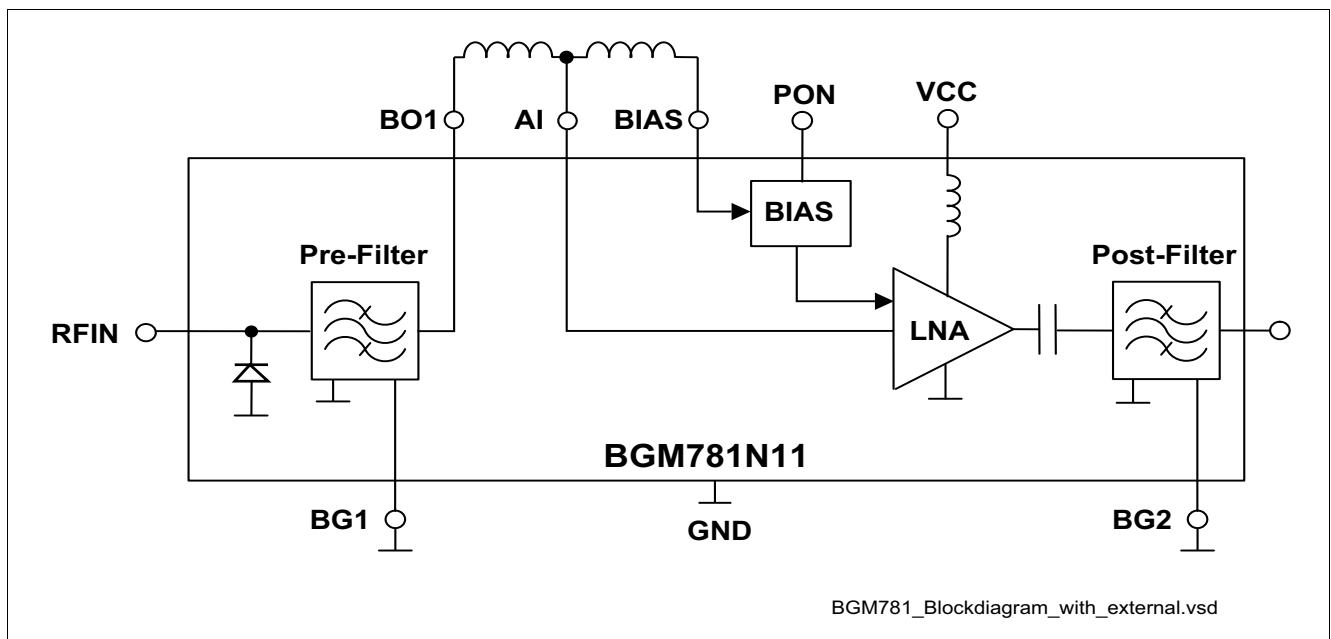 BO1
AI
BIAS
PON
VCC
BIAS
Pre-Filter
Post-Filter
RFIN
LNA
BGM781N11
BG1
GND
BG2
BGM781_Blockdiagram_with_external.vsd